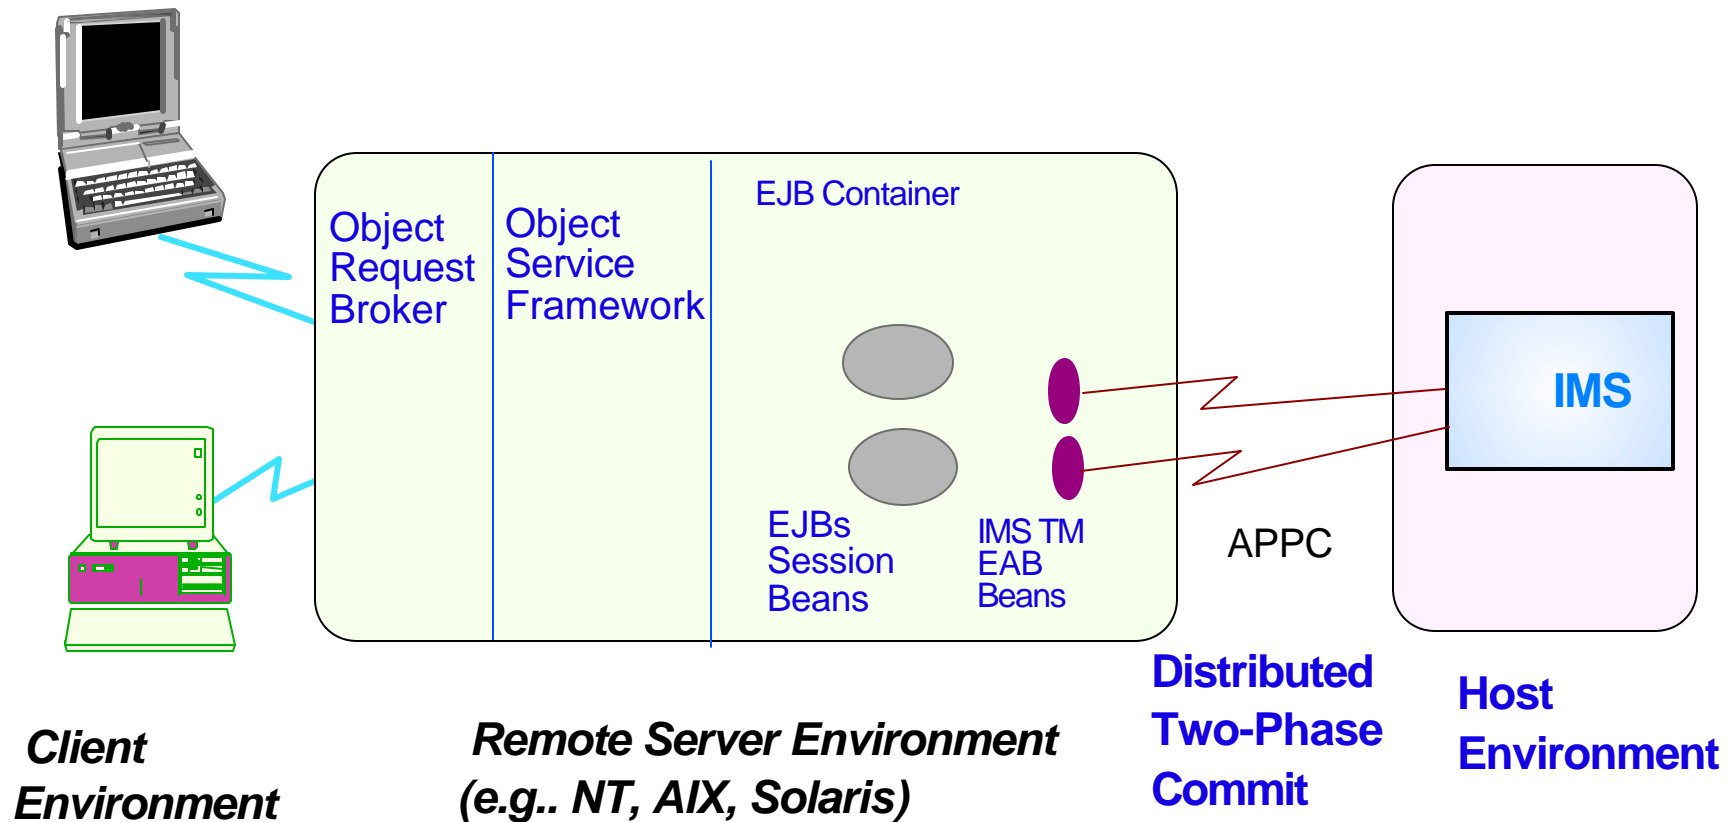 EJB Container
Object
Request
Broker
Object
Service
Framework
IMS
EJBs
Session
Beans
IMS TM
EAB
Beans
APPC
Distributed
Two-Phase
Commit
Host
Environment
Client
Environment
Remote Server Environment
(e.g.. NT, AIX, Solaris)